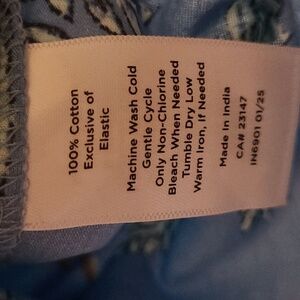 100% Cotton
Exclusive of
Elastic
Machine Wash Cold
Gentle Cycle
Only Non-Chlorine
Bleach When Needed
Tumble Dry Low
Warm Iron, If Needed
Made In India
CA# 23147
IN6901 01/25